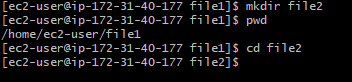 [ec2-user@ip-172-31-40-177 file1]$ mkdir file2
[ec2-user@ip-172-31-40-177 file1]$ pwd
/home/ec2-user/file1
[ec2-user@ip-172-31-40-177 file1]$ cd file2
[ec2-user@ip-172-31-40-177 file2]$